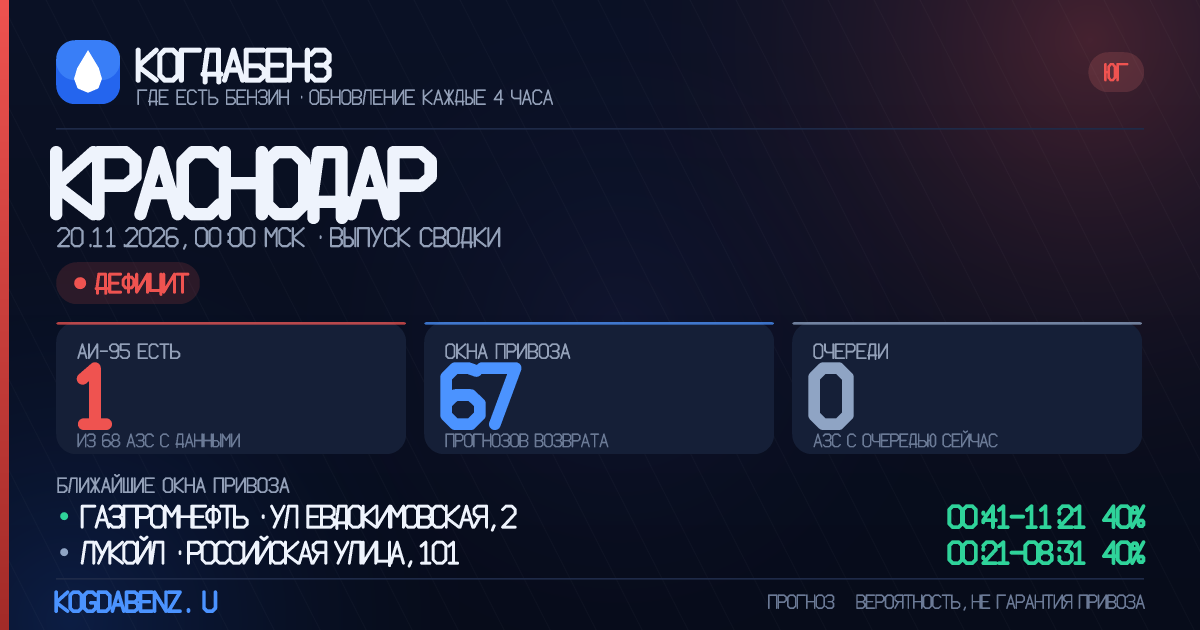 КОГДАБЕНЗ
ГДЕ ЕСТЬ БЕНЗИН · ОБНОВЛЕНИЕ КАЖДЫЕ 4 ЧАСА
ЮГ
КРАСНОДАР
20.11.2026, 00:00 МСК · ВЫПУСК СВОДКИ
• ДЕФИЦИТ
АИ-95 ЕСТЬ
1
ИЗ 68 АЗС С ДАННЫМИ
ОКНА ПРИВОЗА
67
ПРОГНОЗОВ ВОЗВРАТА
ОЧЕРЕДИ
0
АЗС С ОЧЕРЕДЬЮ СЕЙЧАС
БЛИЖАЙШИЕ ОКНА ПРИВОЗА
• ГАЗПРОМНЕФТЬ · УЛ ЕВДОКИМОВСКАЯ, 2 00:41–11:21 40%
• ЛУКОЙЛ · РОССИЙСКАЯ УЛИЦА, 101 00:21–08:31 40%
KOGDABENZ. U
ПРОГНОЗ ВЕРОЯТНОСТЬ, НЕ ГАРАНТИЯ ПРИВОЗА